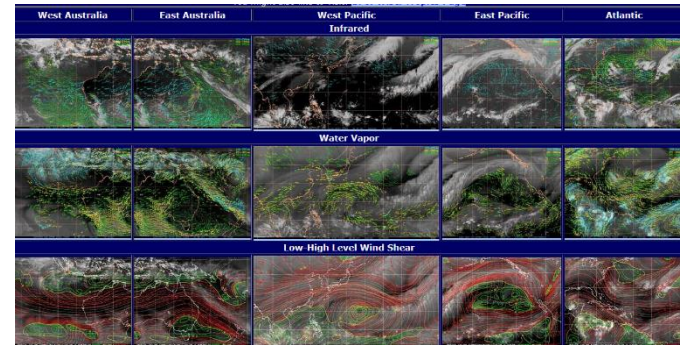 West Australia East Australia West Pacific East Pacific Atlantic
Infrared
Water Vapor
Low-High Level Wind Shear